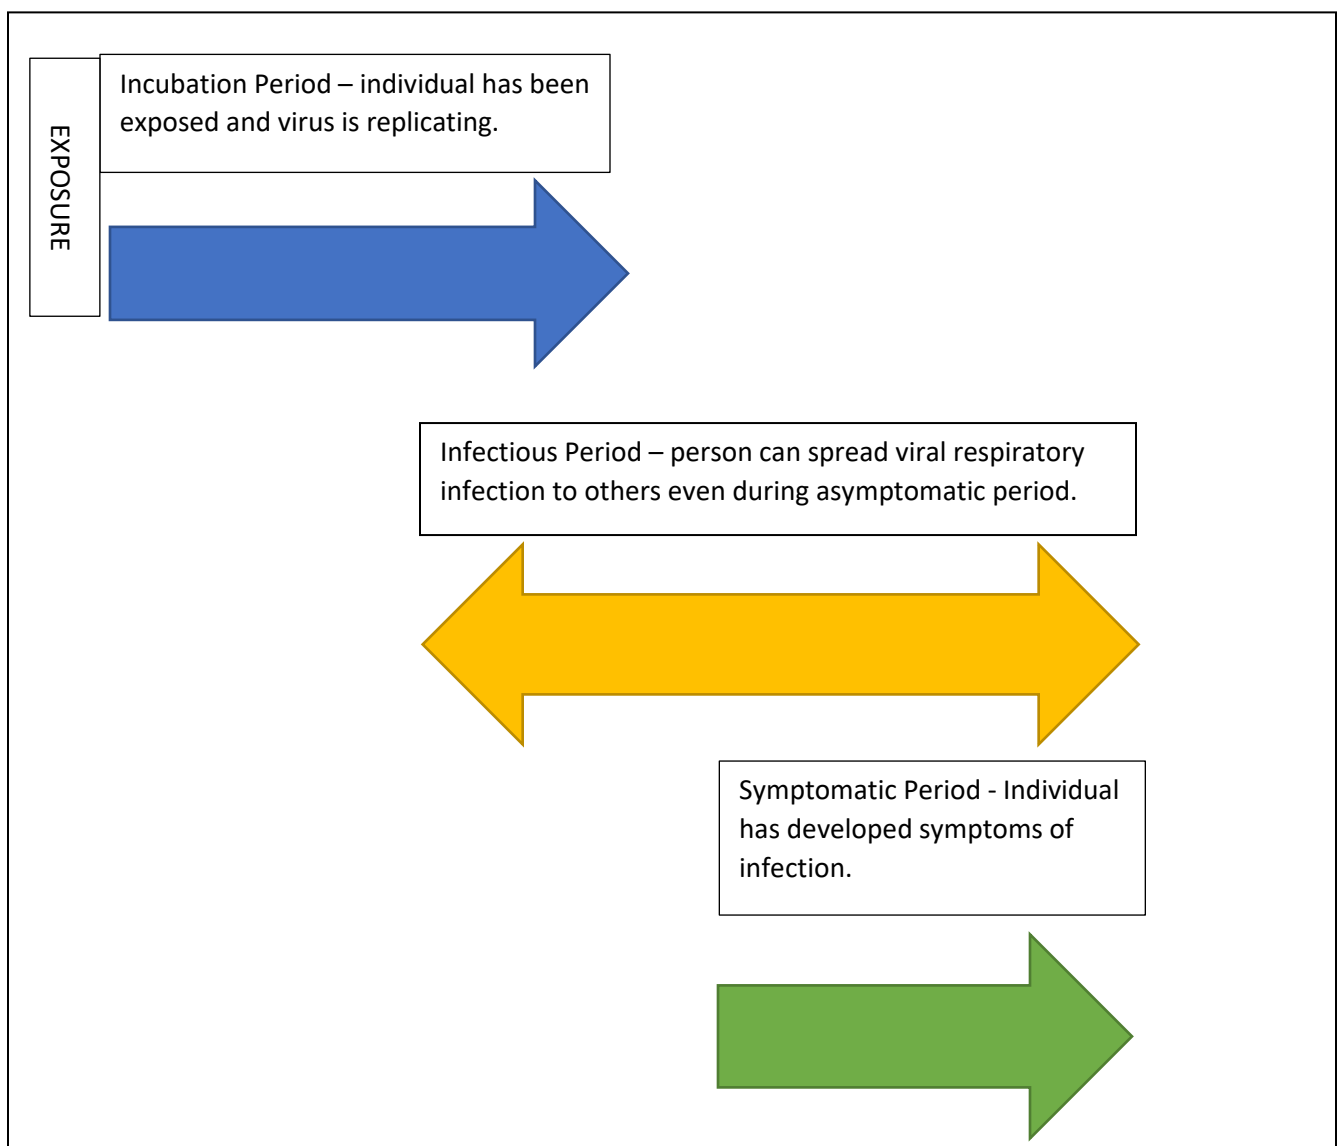 EXPOSURE
Incubation Period – individual has been
exposed and virus is replicating.
Infectious Period – person can spread viral respiratory
infection to others even during asymptomatic period.
Symptomatic Period - Individual
has developed symptoms of
infection.